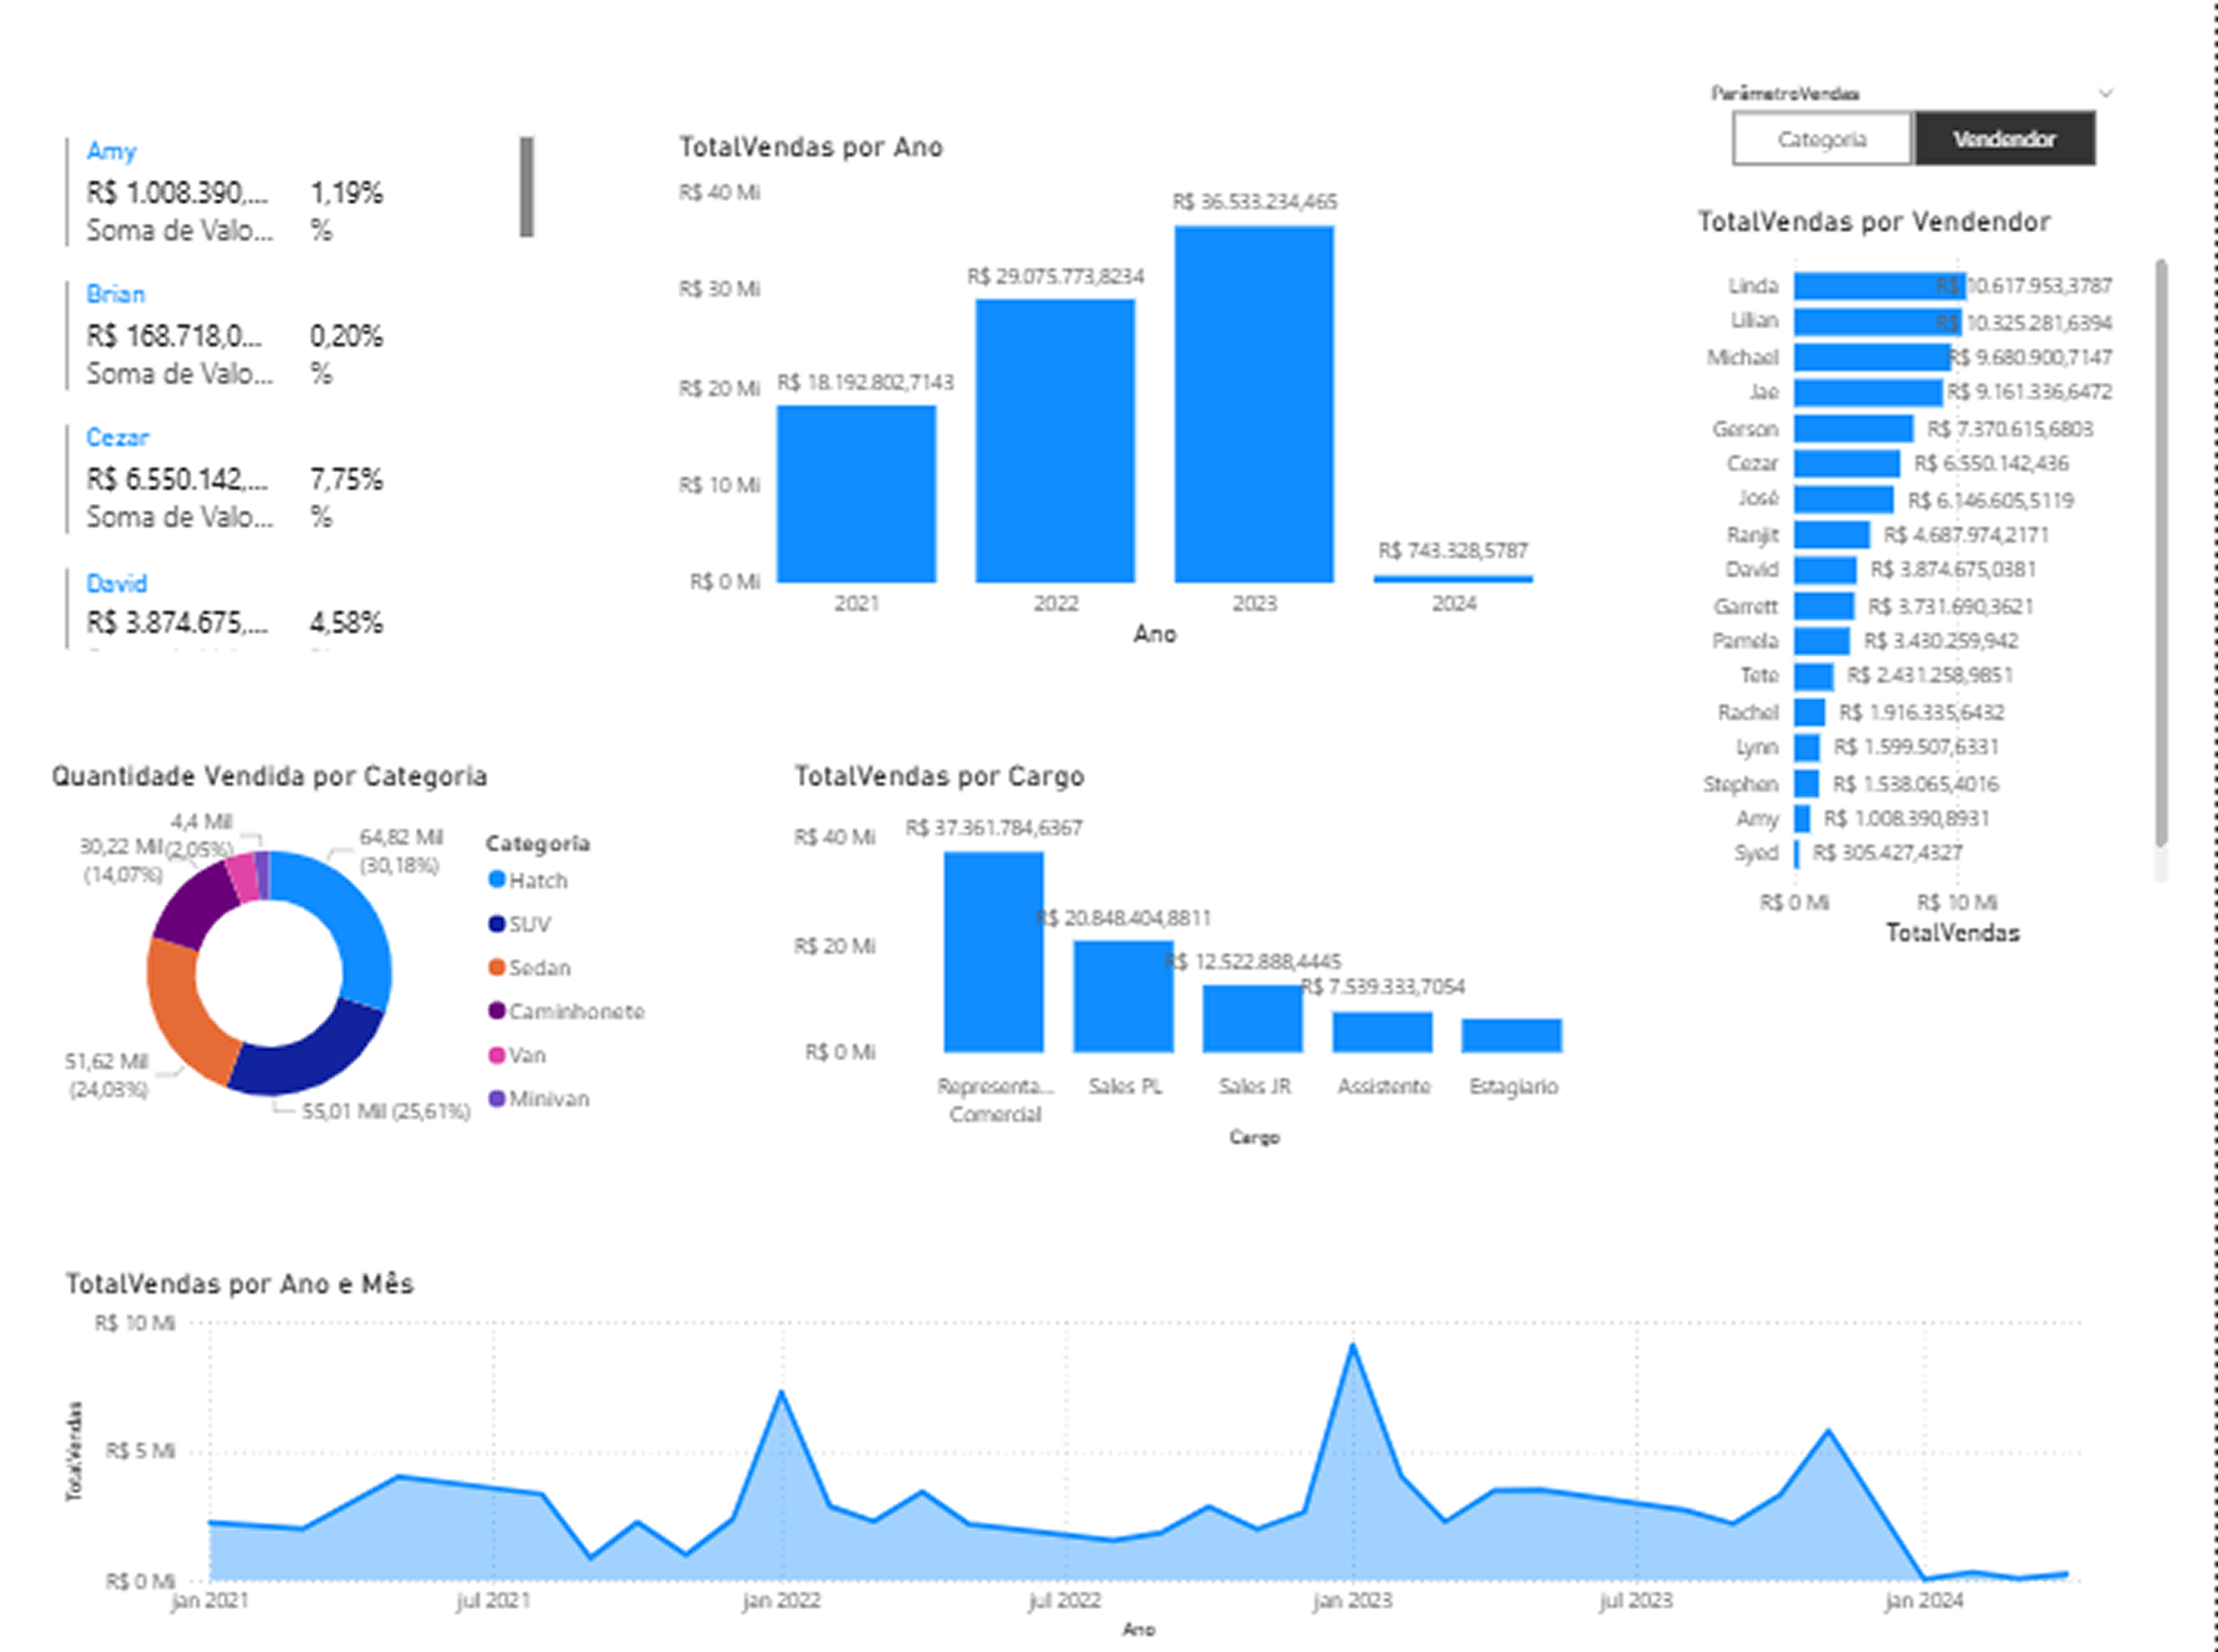 Amy
R$ 1.008.390,... 1,19%
Soma de Valo... %
Brian
R$ 168.718,0... 0,20%
Soma de Valo... %
Cezar
R$ 6.550.142,... 7,75%
Soma de Valo... %
David
R$ 3.874.675,... 4,58%
TotalVendas por Ano
R$ 40 Mi
R$ 30 Mi
R$ 20 Mi
R$ 10 Mi
R$ 0 Mi
R$ 18.192.802,7143
R$ 29.075.773,8234
R$ 36.533.234,465
R$ 743.328,5787
2021 2022 2023 2024
Ano
ParâmetroVendas
Categoria Vendendor
TotalVendas por Vendendor
Linda R$ 10.617.953,3787
Lilian R$ 10.325.281,6394
Michael R$ 9.680.900,7147
Jae R$ 9.161.336,6472
Gerson R$ 7.370.615,6803
Cezar R$ 6.550.142,436
José R$ 6.146.605,5119
Ranjit R$ 4.687.974,2171
David R$ 3.874.675,0381
Garrett R$ 3.731.690,3621
Pamela R$ 3.430.259,942
Tete R$ 2.431.258,9851
Rachel R$ 1.916.335,6432
Lynn R$ 1.599.507,6331
Stephen R$ 1.538.065,4016
Amy R$ 1.008.390,8931
Syed R$ 305.427,4327
R$ 0 Mi R$ 10 Mi
TotalVendas
Quantidade Vendida por Categoria
4,4 Mil
(2,05%)
30,22 Mil
(14,07%)
64,82 Mil
(30,18%)
51,62 Mil
(24,03%)
55,01 Mil (25,61%)
Categoria
Hatch
SUV
Sedan
Caminhonete
Van
Minivan
TotalVendas por Cargo
R$ 40 Mi
R$ 20 Mi
R$ 0 Mi
R$ 37.361.784,6367
R$ 20.848.404,8811
R$ 12.522.888,4445
R$ 7.539.333,7054
Representa... Sales PL Sales JR Assistente Estagiario
Comercial
Cargo
TotalVendas por Ano e Mês
R$ 10 Mi
R$ 5 Mi
R$ 0 Mi
TotalVendas
jan 2021 jul 2021 jan 2022 jul 2022 jan 2023 jul 2023 jan 2024
Ano